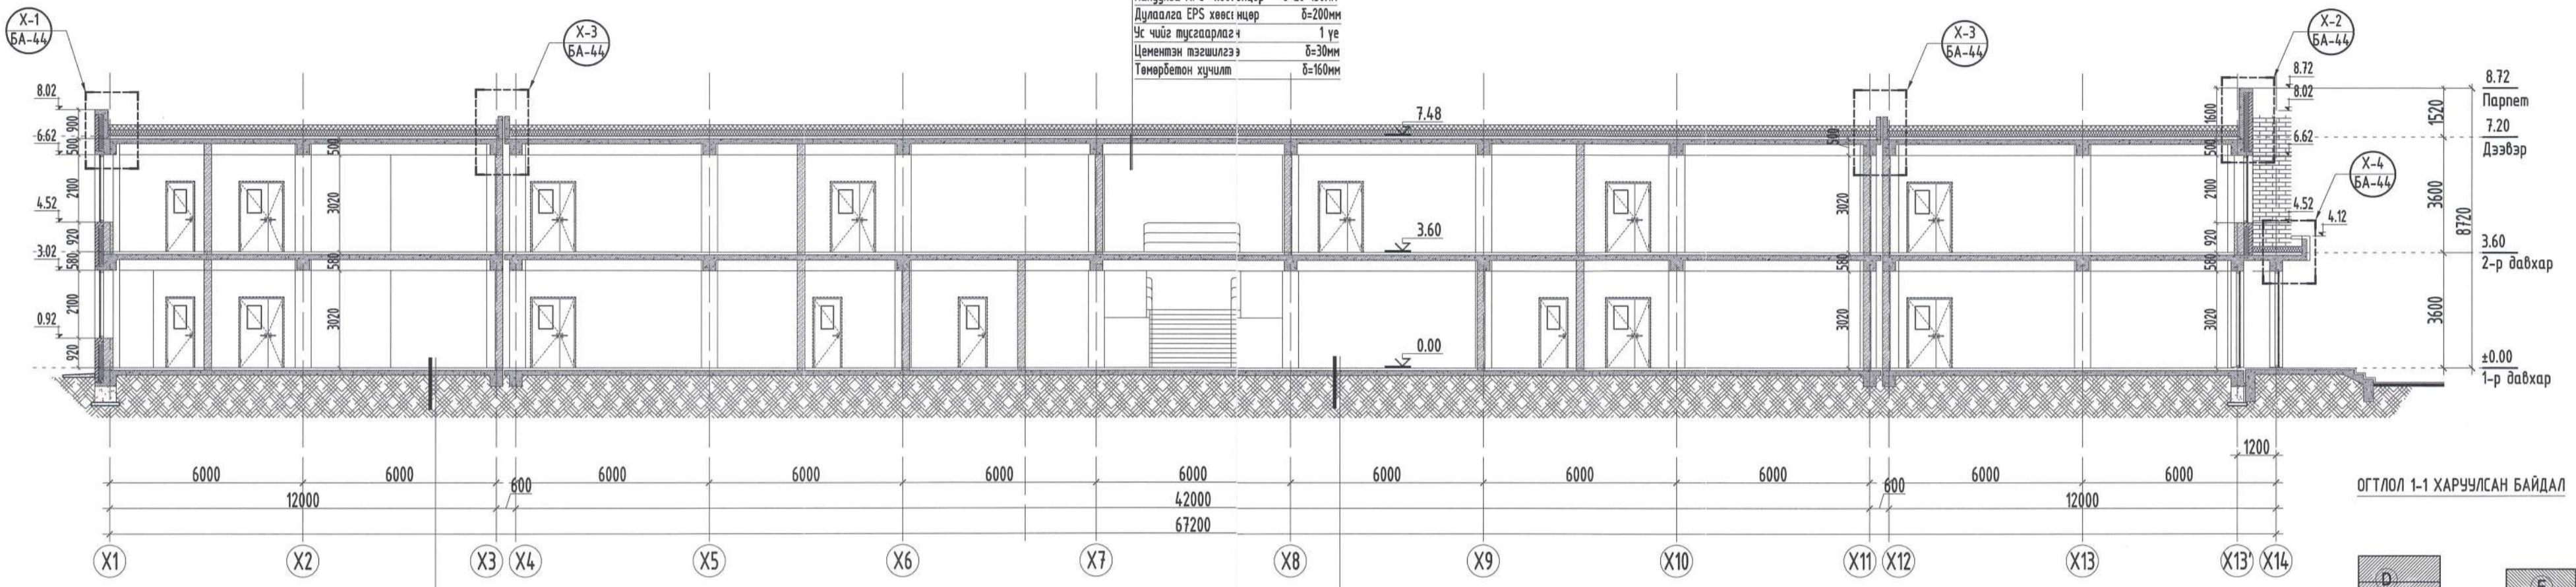 X-1
БА-44
X-3
БА-44
Дулаалга EPS хөөсөнцөр δ=200мм
Ус чийг тусгаарлагч 1 үе
Цементэн тэгшилгээ δ=30мм
Төмөрбетон хучилт δ=160мм
X-3
БА-44
X-2
БА-44
X-4
БА-44
8.02
6.62
4.52
3.02
0.92
900
500
2100
920
580
2100
920
500
3020
580
3020
7.48
3.60
0.00
500
3020
580
3020
1600
500
2100
920
580
3020
8.72
8.02
6.62
4.52
4.12
1520
3600
3600
8720
8.72
Парпет
7.20
Дээвэр
3.60
2-р давхар
±0.00
1-р давхар
6000 6000 6000 6000 6000 6000 6000 6000 6000 6000 6000 1200
12000 600 42000 600 12000
67200
X1 X2 X3 X4 X5 X6 X7 X8 X9 X10 X11 X12 X13 X13' X14
ОГТЛОЛ 1-1 ХАРУУЛСАН БАЙДАЛ
D